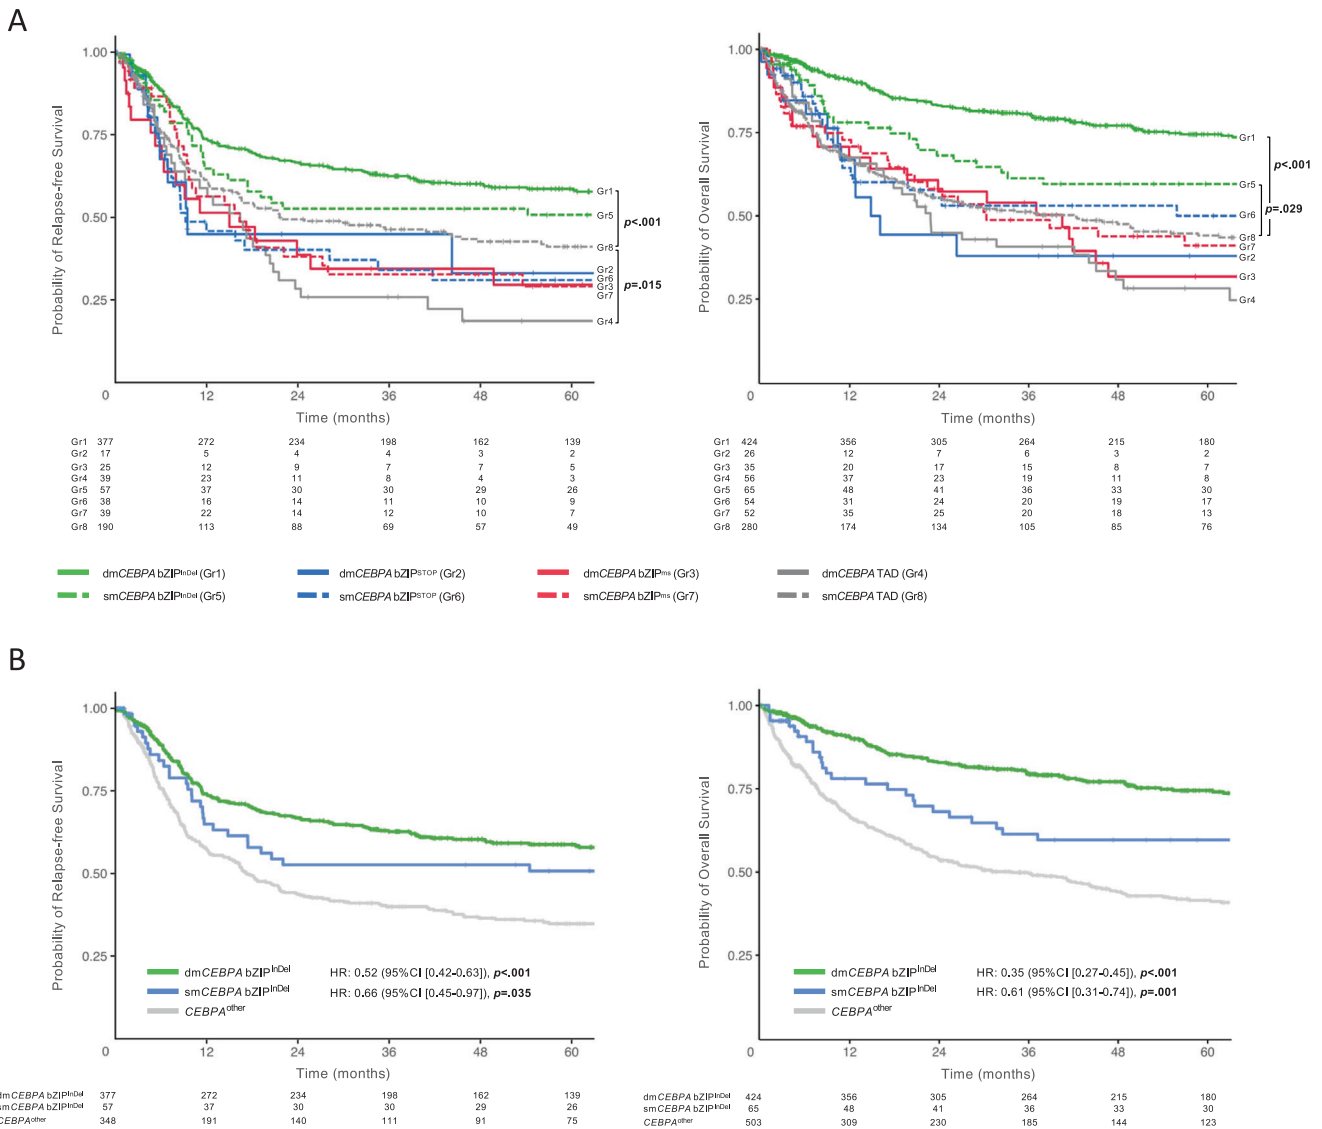 A
Probability of Relapse-free Survival
1.00
0.75
0.50
0.25
0
12
24
36
48
60
Time (months)
Gr1
Gr5
Gr8
Gr2
Gr6
Gr3
Gr7
Gr4
p<.001
p=.015
Gr1 377 272 234 198 162 139
Gr2 17 5 4 4 3 2
Gr3 25 12 9 7 7 5
Gr4 39 23 11 8 4 3
Gr5 57 37 30 30 29 26
Gr6 38 16 14 11 10 9
Gr7 39 22 14 12 10 7
Gr8 190 113 88 69 57 49
Probability of Overall Survival
1.00
0.75
0.50
0.25
0
12
24
36
48
60
Time (months)
Gr1
Gr5
Gr6
Gr8
Gr7
Gr2
Gr3
Gr4
p<.001
p=.029
Gr1 424 356 305 264 215 180
Gr2 26 12 7 6 3 2
Gr3 35 20 17 15 8 7
Gr4 56 37 23 19 11 8
Gr5 65 48 41 36 33 30
Gr6 54 31 24 20 19 17
Gr7 52 35 25 20 18 13
Gr8 280 174 134 105 85 76
dmCEBPA bZIPInDel (Gr1) dmCEBPA bZIPSTOP (Gr2) dmCEBPA bZIPms (Gr3) dmCEBPA TAD (Gr4)
smCEBPA bZIPInDel (Gr5) smCEBPA bZIPSTOP (Gr6) smCEBPA bZIPms (Gr7) smCEBPA TAD (Gr8)
B
Probability of Relapse-free Survival
1.00
0.75
0.50
0.25
0
12
24
36
48
60
Time (months)
dmCEBPA bZIPInDel HR: 0.52 (95%CI [0.42-0.63]), p<.001
smCEBPA bZIPInDel HR: 0.66 (95%CI [0.45-0.97]), p=.035
CEBPAother
dmCEBPA bZIPInDel 377 272 234 198 162 139
smCEBPA bZIPInDel 57 37 30 30 29 26
CEBPAother 348 191 140 111 91 75
Probability of Overall Survival
1.00
0.75
0.50
0.25
0
12
24
36
48
60
Time (months)
dmCEBPA bZIPInDel HR: 0.35 (95%CI [0.27-0.45]), p<.001
smCEBPA bZIPInDel HR: 0.61 (95%CI [0.31-0.74]), p=.001
CEBPAother
dmCEBPA bZIPInDel 424 356 305 264 215 180
smCEBPA bZIPInDel 65 48 41 36 33 30
CEBPAother 503 309 230 185 144 123